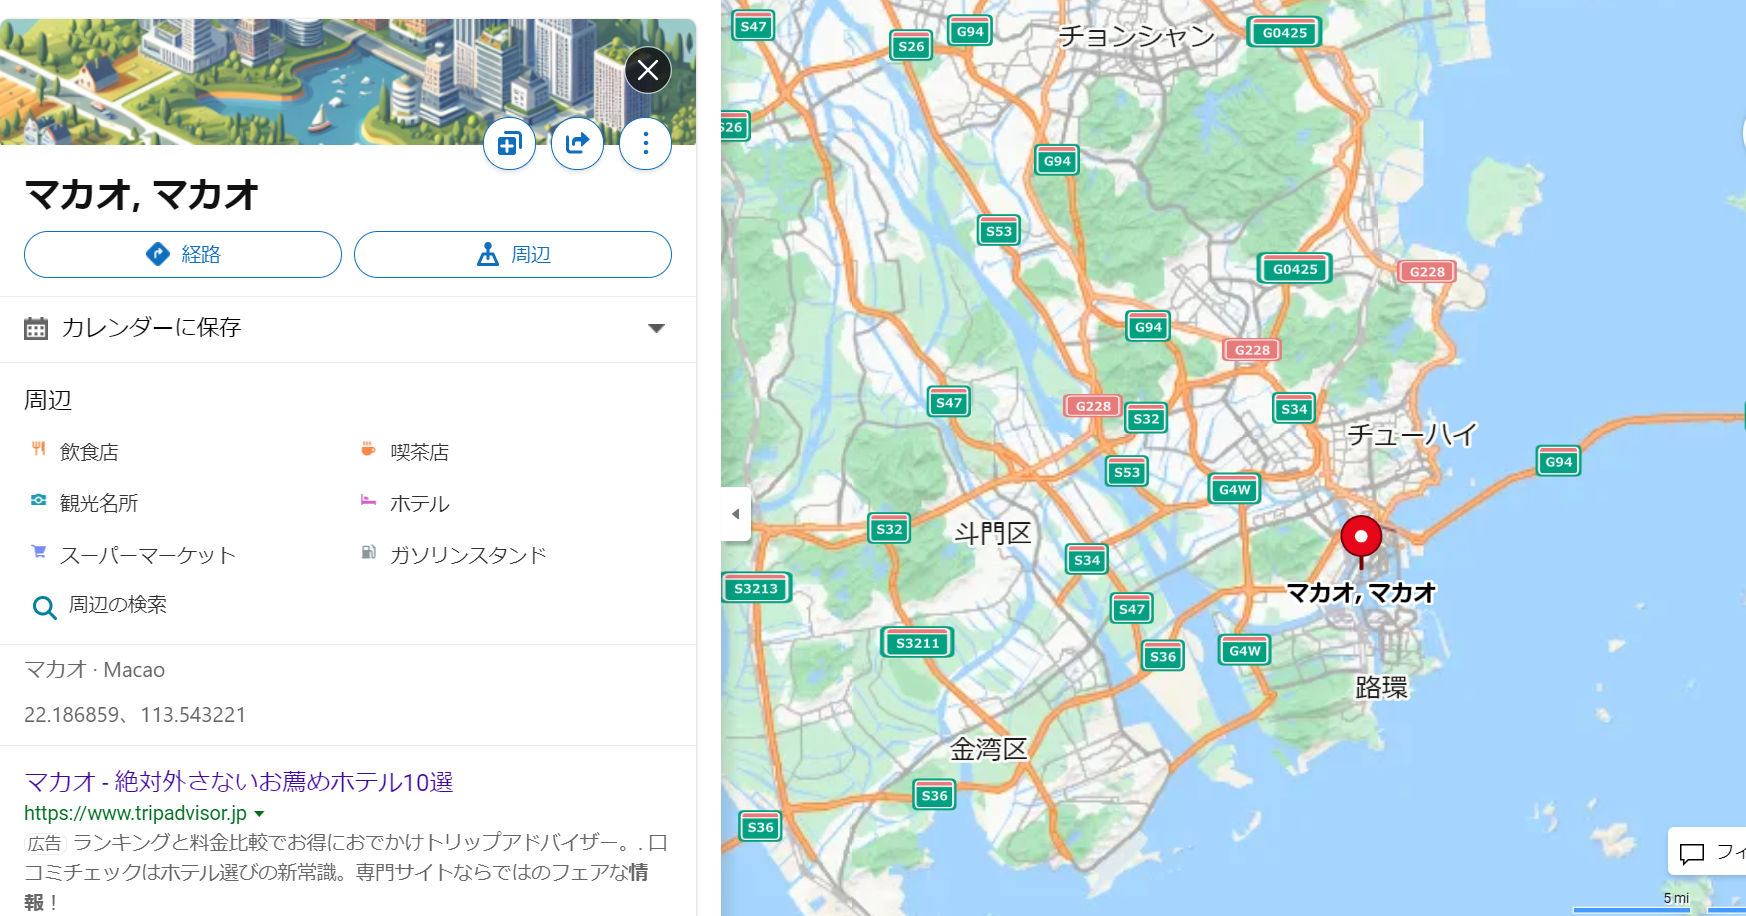 マカオ, マカオ
経路
周辺
カレンダーに保存
周辺
飲食店
喫茶店
観光名所
ホテル
スーパーマーケット
ガソリンスタンド
周辺の検索
マカオ · Macao
22.186859、113.543221
マカオ - 絶対外さないお薦めホテル10選
https://www.tripadvisor.jp
広告 ランキングと料金比較でお得におでかけトリップアドバイザー。. 口
コミチェックはホテル選びの新常識。専門サイトならではのフェアな情
報！
S47
S26
G94
チョンシャン
G0425
S26
G94
S53
G0425
G228
G94
G228
S47
G228
S32
S34
チューハイ
G94
S53
G4W
S32
斗門区
S34
マカオ, マカオ
S3213
S47
S3211
S36
G4W
路環
金湾区
S36
S36
フィ
5 mi